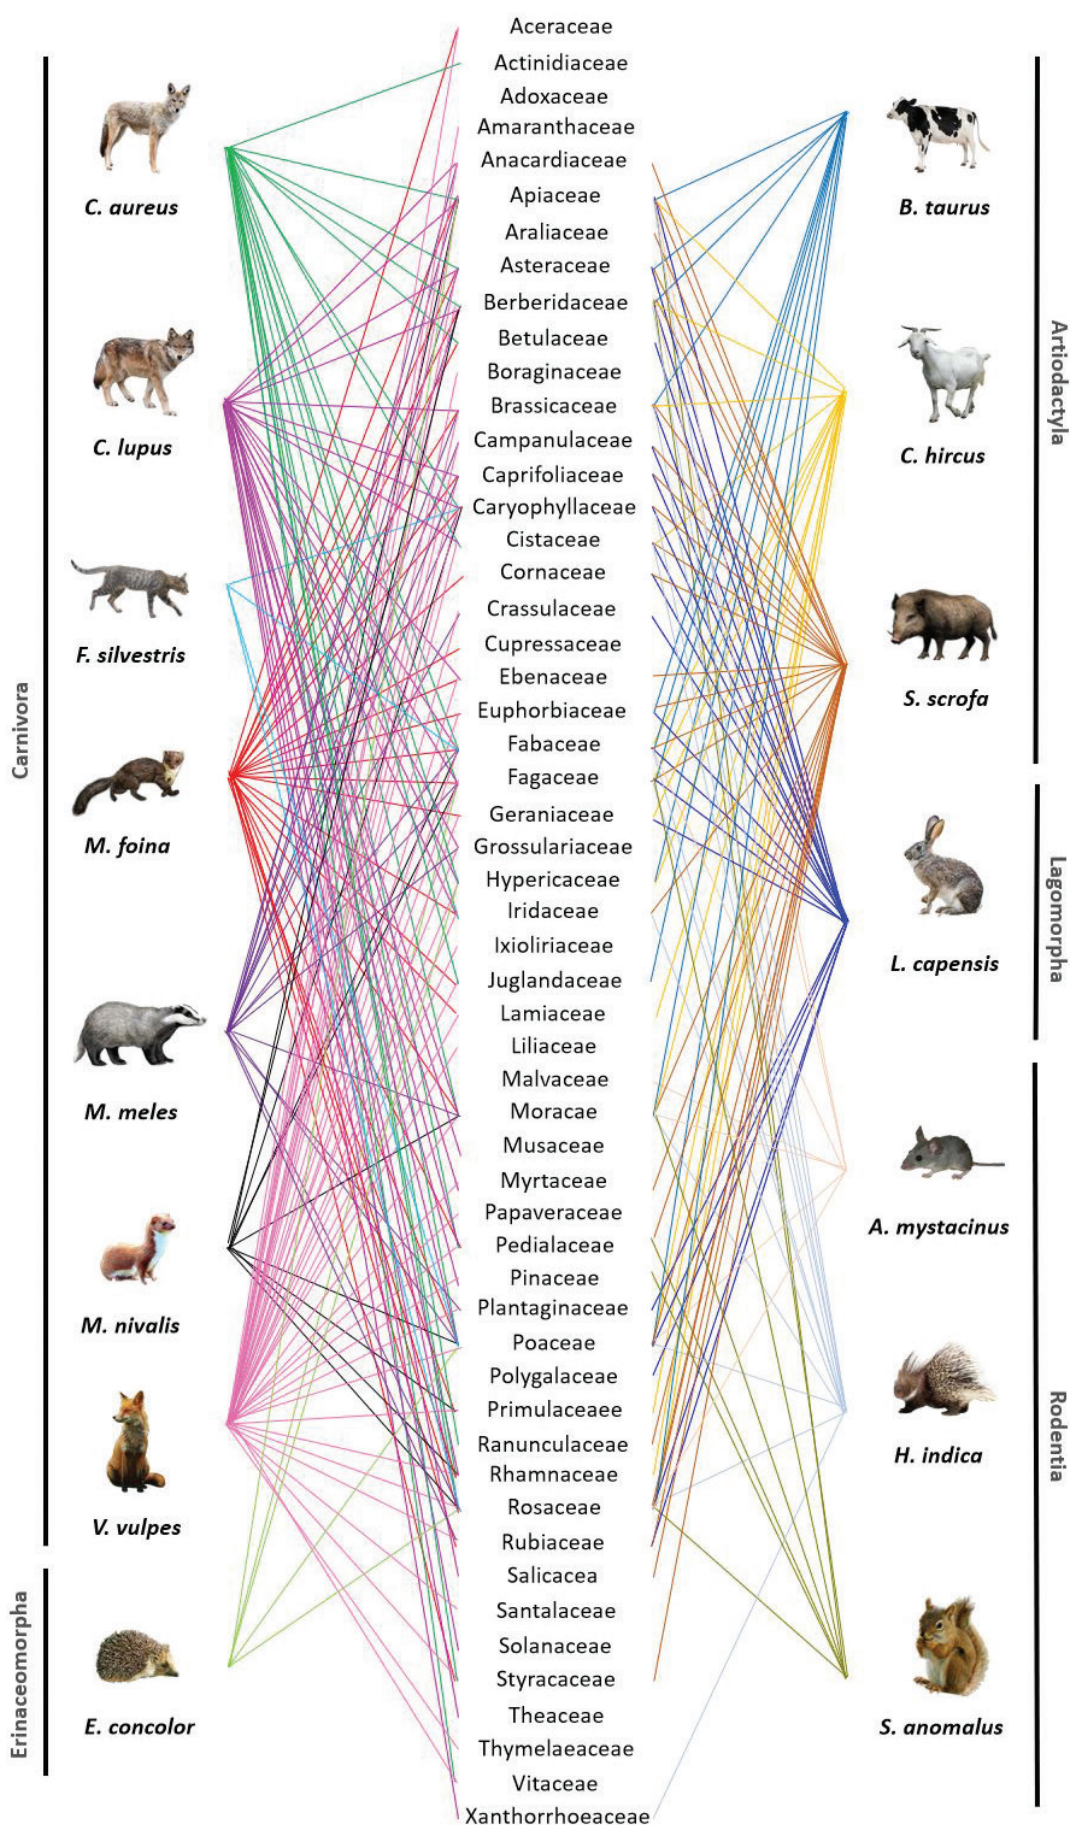 Carnivora
Erinaceomorpha
C. aureus
C. lupus
F. silvestris
M. foina
M. meles
M. nivalis
V. vulpes
E. concolor
Aceraceae
Actinidiaceae
Adoxaceae
Amaranthaceae
Anacardiaceae
Apiaceae
Araliaceae
Asteraceae
Berberidaceae
Betulaceae
Boraginaceae
Brassicaceae
Campanulaceae
Caprifoliaceae
Caryophyllaceae
Cistaceae
Cornaceae
Crassulaceae
Cupressaceae
Ebenaceae
Euphorbiaceae
Fabaceae
Fagaceae
Geraniaceae
Grossulariaceae
Hypericaceae
Iridaceae
Ixioliriaceae
Juglandaceae
Lamiaceae
Liliaceae
Malvaceae
Moracae
Musaceae
Myrtaceae
Papaveraceae
Pedialaceae
Pinaceae
Plantaginaceae
Poaceae
Polygalaceae
Primulaceaee
Ranunculaceae
Rhamnaceae
Rosaceae
Rubiaceae
Salicacea
Santalaceae
Solanaceae
Styracaceae
Theaceae
Thymelaeaceae
Vitaceae
Xanthorrhoeaceae
B. taurus
C. hircus
S. scrofa
L. capensis
A. mystacinus
H. indica
S. anomalus
Artiodactyla
Lagomorpha
Rodentia